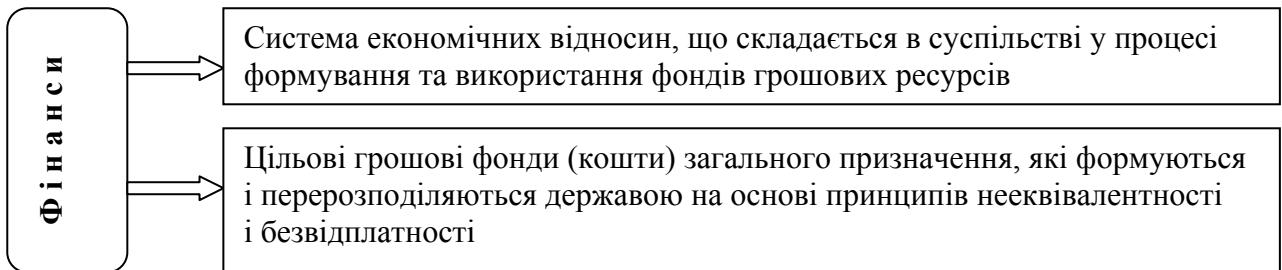 Фінанси
Система економічних відносин, що складається в суспільстві у процесі
формування та використання фондів грошових ресурсів
Цільові грошові фонди (кошти) загального призначення, які формуються
і перерозподіляються державою на основі принципів нееквівалентності
і безвідплатності